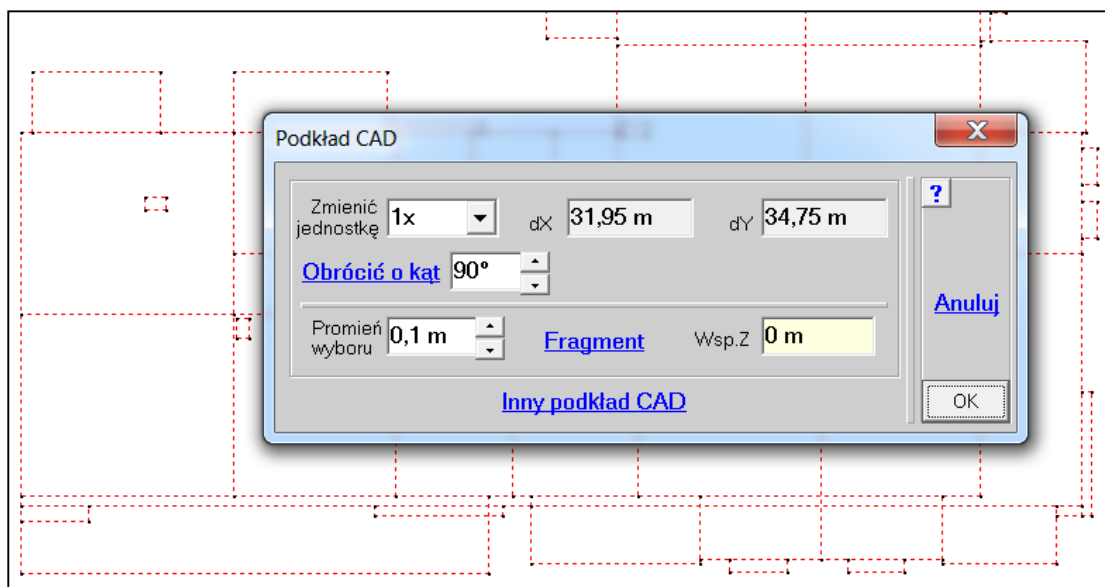 Podkład CAD
X
Zmienić
jednostkę
1x
dX
31,95 m
dY
34,75 m
?
Obrócić o kąt
90º
Promień
wyboru
0,1 m
Fragment
Wsp.Z
0 m
Anuluj
Inny podkład CAD
OK